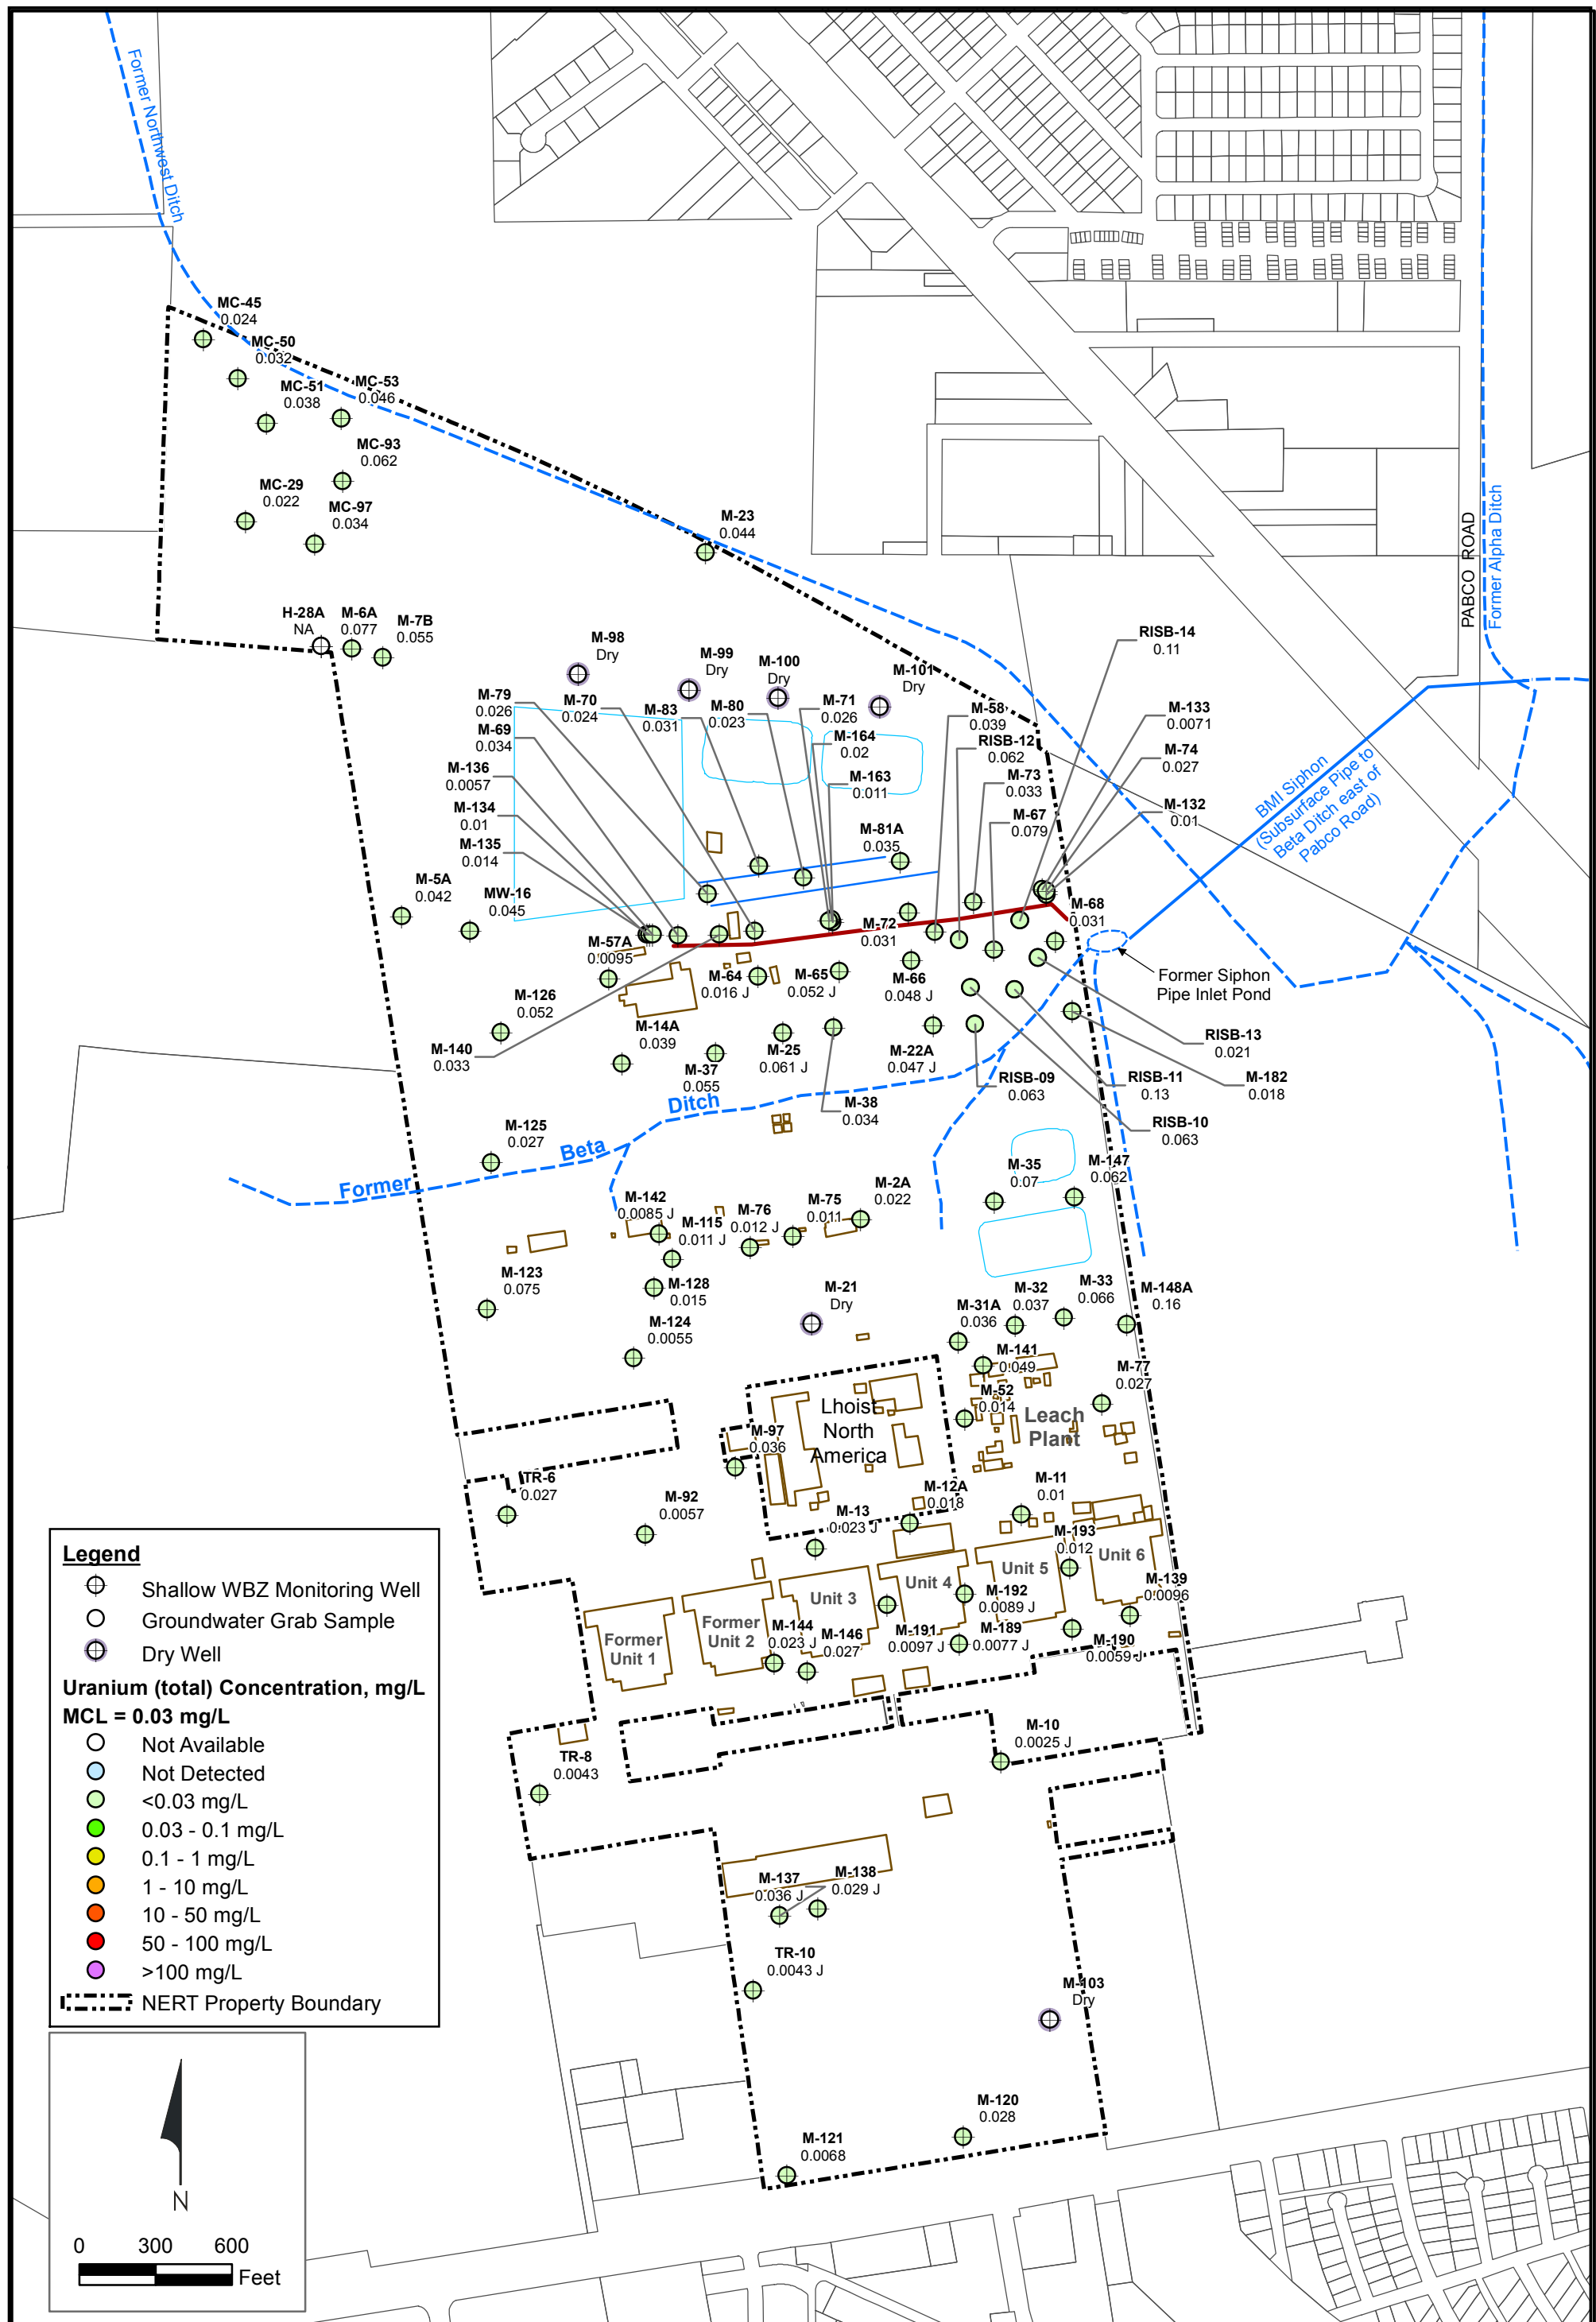 Former Northwest Ditch
MC-45
0.024
MC-50
0.032
MC-51
0.038
MC-53
0.046
MC-93
0.062
MC-29
0.022
MC-97
0.034
M-23
0.044
PABCO ROAD
Former Alpha Ditch
H-28A
NA
M-6A
0.077
M-7B
0.055
M-98
Dry
M-99
Dry
M-100
Dry
M-101
Dry
RISB-14
0.11
M-79
0.026
M-70
0.024
M-83
0.031
M-80
0.023
M-71
0.026
M-58
0.039
M-133
0.0071
M-69
0.034
M-164
0.02
RISB-12
0.062
M-74
0.027
M-136
0.0057
M-163
0.011
M-73
0.033
BMI Siphon
(Subsurface Pipe to
Beta Ditch east of
Pabco Road)
M-134
0.01
M-67
0.079
M-132
0.01
M-135
0.014
M-81A
0.035
M-5A
0.042
MW-16
0.045
M-72
0.031
M-68
0.031
M-57A
0.0095
M-64
0.016 J
M-65
0.052 J
M-66
0.048 J
Former Siphon
Pipe Inlet Pond
M-126
0.052
M-14A
0.039
M-140
0.033
M-37
0.055
M-25
0.061 J
M-22A
0.047 J
RISB-13
0.021
RISB-09
0.063
RISB-11
0.13
M-182
0.018
M-38
0.034
RISB-10
0.063
Former Beta Ditch
M-125
0.027
M-35
0.07
M-147
0.062
M-142
0.0085 J
M-115
0.011 J
M-76
0.012 J
M-75
0.011
M-2A
0.022
M-123
0.075
M-128
0.015
M-21
Dry
M-124
0.0055
M-31A
0.036
M-32
0.037
M-33
0.066
M-148A
0.16
M-141
0.049
M-77
0.027
M-52
0.014
Lhoist
North
America
Leach
Plant
M-97
0.036
TR-6
0.027
M-92
0.0057
M-13
0.023 J
M-12A
0.018
M-11
0.01
M-193
0.012
Unit 6
Unit 5
Unit 4
Unit 3
Former
Unit 2
Former
Unit 1
M-139
0.0096
M-192
0.0089 J
M-144
0.023 J
M-146
0.027
M-191
0.0097 J
M-189
0.0077 J
M-190
0.0059 J
M-10
0.0025 J
TR-8
0.0043
M-137
0.036 J
M-138
0.029 J
TR-10
0.0043 J
M-103
Dry
M-120
0.028
M-121
0.0068
Legend
Shallow WBZ Monitoring Well
Groundwater Grab Sample
Dry Well
Uranium (total) Concentration, mg/L
MCL = 0.03 mg/L
Not Available
Not Detected
<0.03 mg/L
0.03 - 0.1 mg/L
0.1 - 1 mg/L
1 - 10 mg/L
10 - 50 mg/L
50 - 100 mg/L
>100 mg/L
NERT Property Boundary
N
0 300 600
Feet